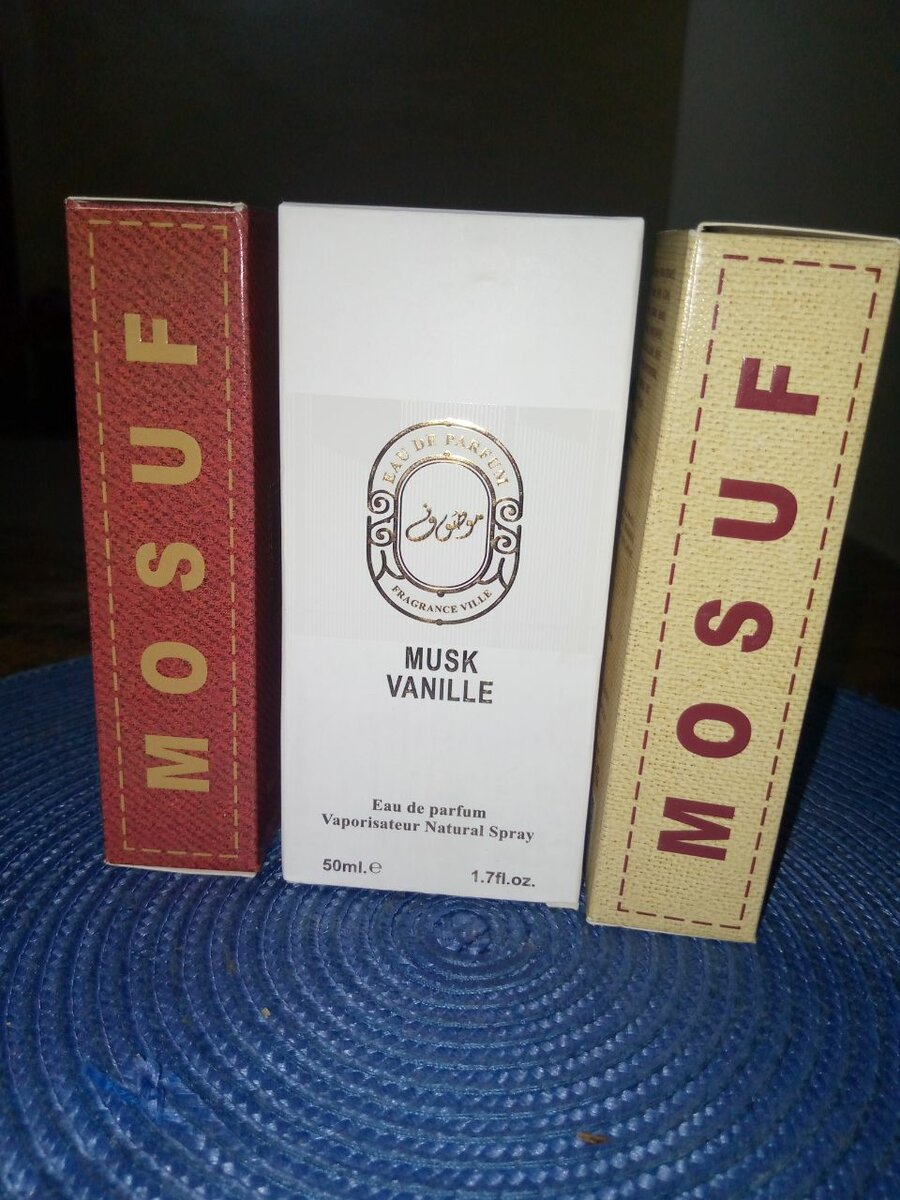 MOSUF
EAU DE PARFUM
موصوف
FRAGRANCE VILLE
MUSK
VANILLE
Eau de parfum
Vaporisateur Natural Spray
50ml.℮
1.7fl.oz.
MOSUF